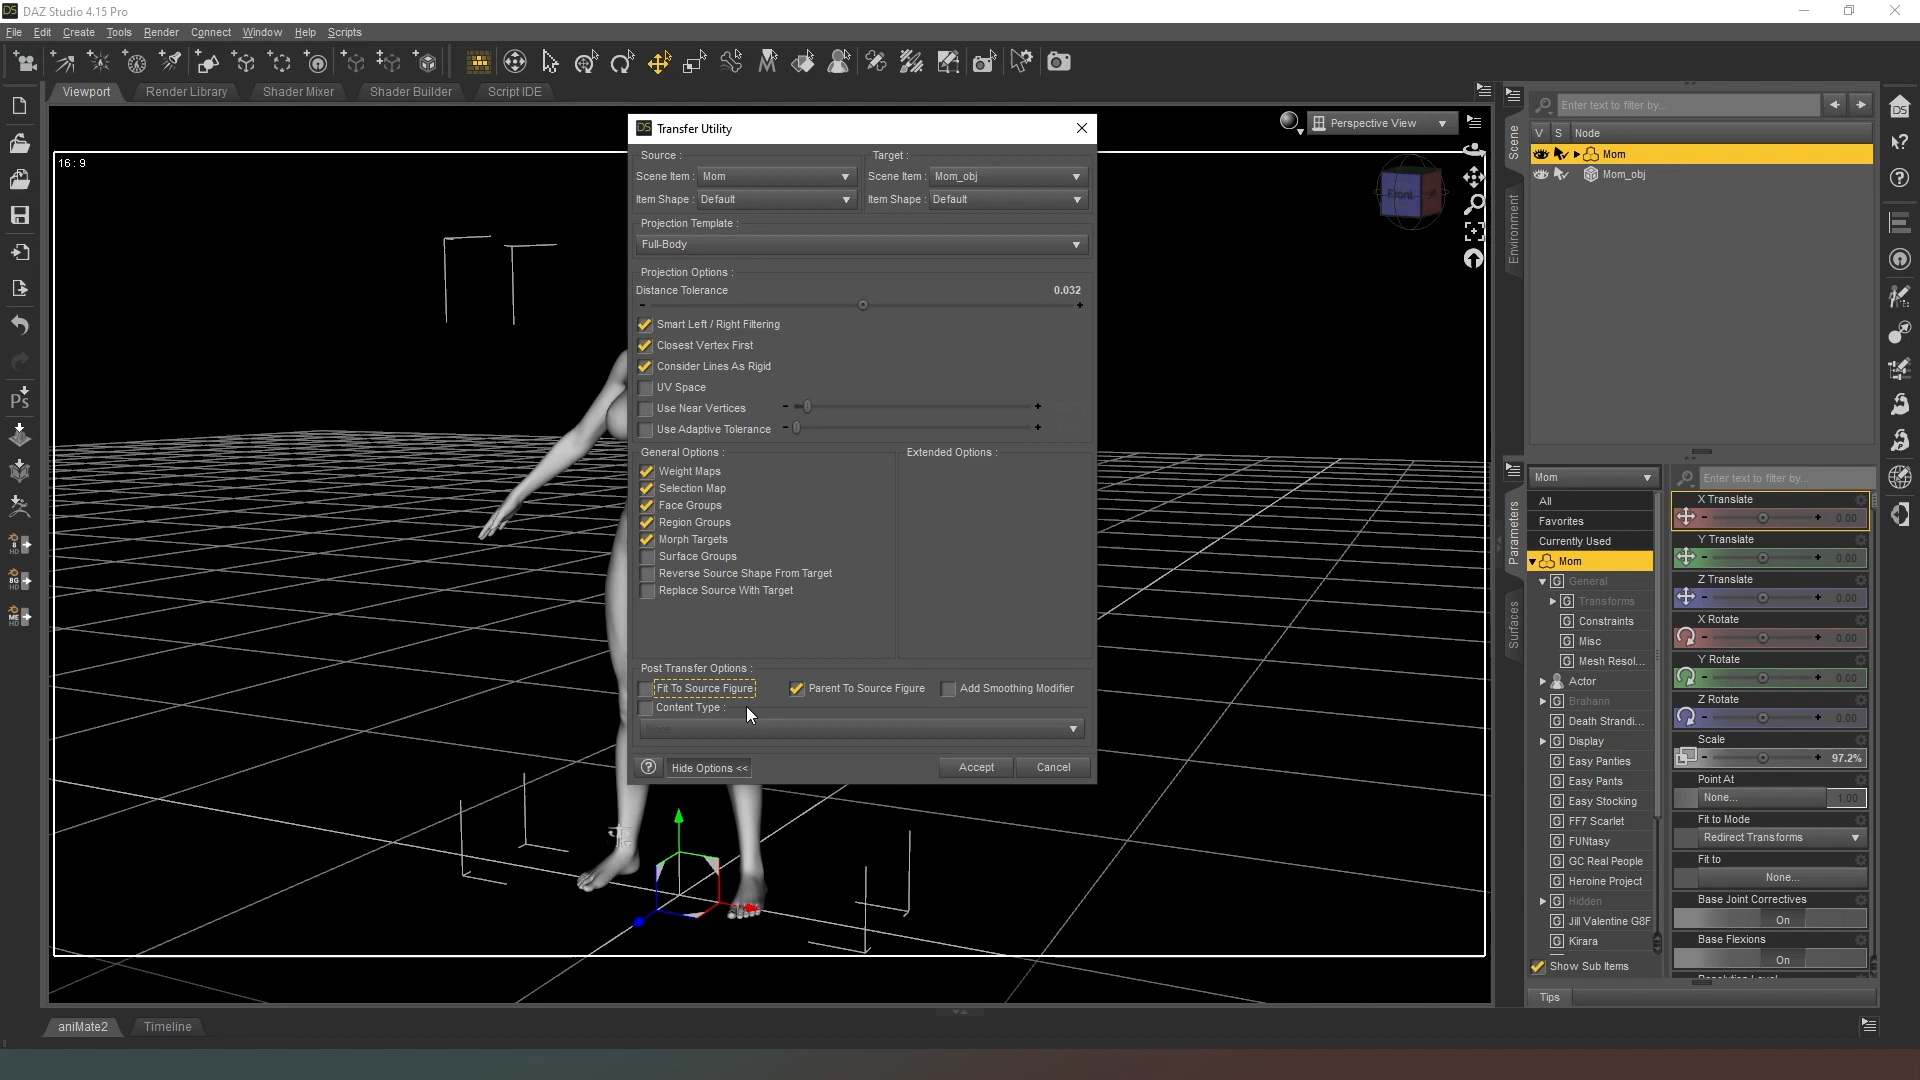 DAZ Studio 4.15 Pro
File Edit Create Tools Render Connect Window Help Scripts
Viewport Render Library Shader Mixer Shader Builder Script IDE
16 : 9
Perspective View
Front
Transfer Utility
Source : Target :
Scene Item : Mom Scene Item : Mom_obj
Item Shape : Default Item Shape : Default
Projection Template :
Full-Body
Projection Options :
Distance Tolerance 0.032
Smart Left / Right Filtering
Closest Vertex First
Consider Lines As Rigid
UV Space
Use Near Vertices
Use Adaptive Tolerance
General Options : Extended Options :
Weight Maps
Selection Map
Face Groups
Region Groups
Morph Targets
Surface Groups
Reverse Source Shape From Target
Replace Source With Target
Post Transfer Options :
Fit To Source Figure Parent To Source Figure Add Smoothing Modifier
Content Type :
None
Hide Options << Accept Cancel
Enter text to filter by...
V S Node
Mom
Mom_obj
Scene
Environment
Parameters
Surfaces
Mom
All
Favorites
Currently Used
Mom
General
Transforms
Constraints
Misc
Mesh Resol...
Actor
Brahann
Death Strandi...
Display
Easy Panties
Easy Pants
Easy Stocking
FF7 Scarlet
FUNtasy
GC Real People
Heroine Project
Hidden
Jill Valentine G8F
Kirara
Show Sub Items
Tips
Enter text to filter by...
X Translate
0.00
Y Translate
0.00
Z Translate
0.00
X Rotate
0.00
Y Rotate
0.00
Z Rotate
0.00
Scale
97.2%
Point At
None... 1.00
Fit to Mode
Redirect Transforms
Fit to
None...
Base Joint Correctives
On
Base Flexions
On
aniMate2 Timeline